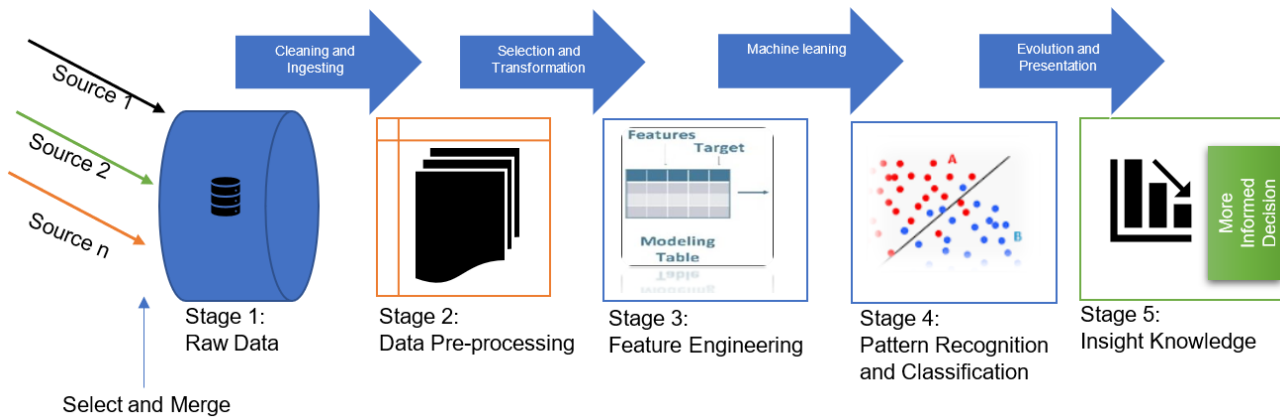 Cleaning and
Ingesting
Selection and
Transformation
Machine leaning
Evolution and
Presentation
Source 1
Source 2
Source n
Features
Target
Modeling
Table
Table
Modeling
A
B
More
Informed
Decision
Stage 1:
Raw Data
Stage 2:
Data Pre-processing
Stage 3:
Feature Engineering
Stage 4:
Pattern Recognition
and Classification
Stage 5:
Insight Knowledge
Select and Merge